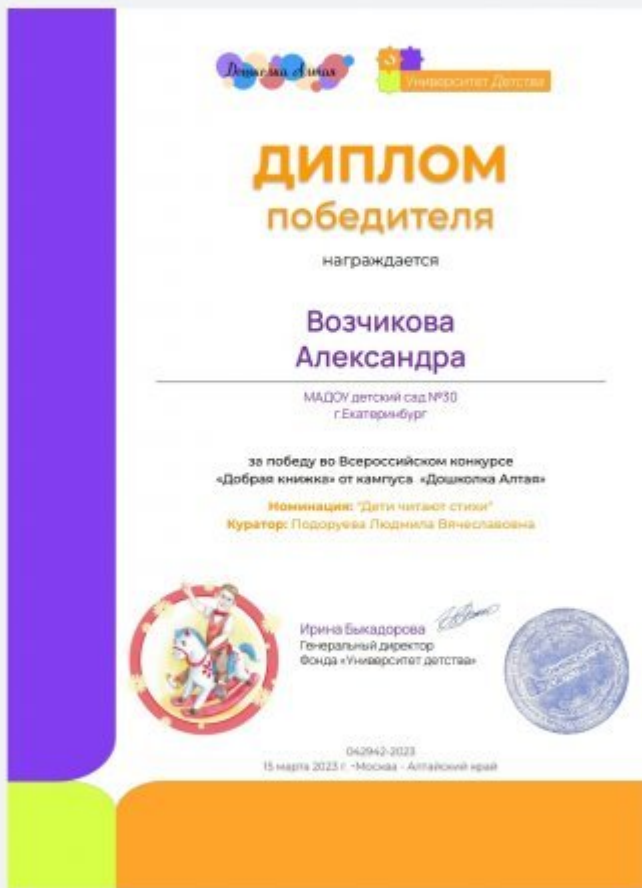 Дошколка Алтая
Университет Детства
ДИПЛОМ
победителя
награждается
Возчикова
Александра
МАДОУ детский сад №30
г.Екатеринбург
за победу во Всероссийском конкурсе
«Добрая книжка» от кампуса «Дошколка Алтая»
Номинация: "Дети читают стихи"
Куратор: Подоруева Людмила Вячеславовна
Ирина Быкадорова
Генеральный директор
Фонда «Университет детства»
042942-2023
15 марта 2023 г. -Москва - Алтайский край